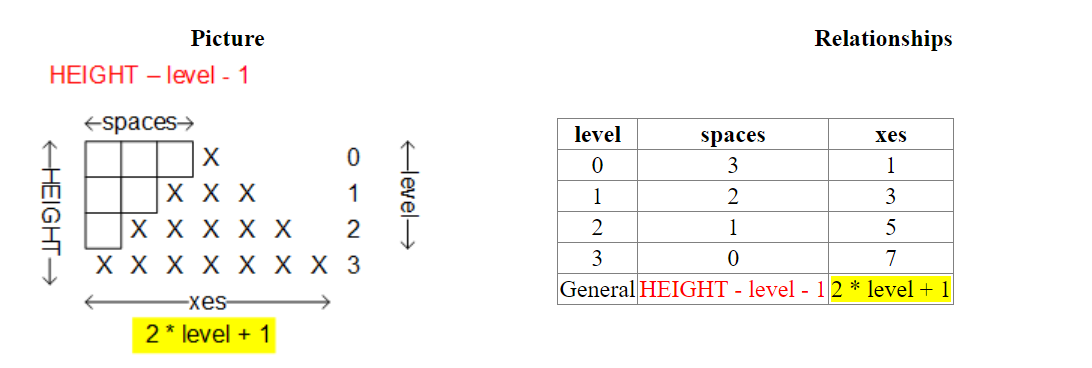 Picture
HEIGHT – level - 1
←spaces→
X 0
X X X 1
X X X X X 2
X X X X X X X 3
←HEIGHT→
←level→
←xes→
2 * level + 1
Relationships
level spaces xes
0 3 1
1 2 3
2 1 5
3 0 7
General HEIGHT - level - 1 2 * level + 1